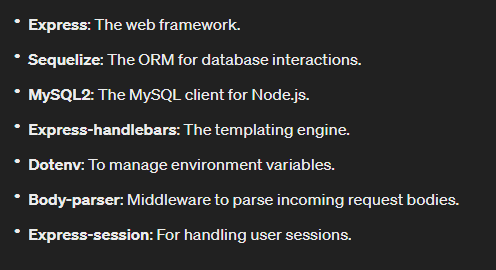 • Express: The web framework.
• Sequelize: The ORM for database interactions.
• MySQL2: The MySQL client for Node.js.
• Express-handlebars: The templating engine.
• Dotenv: To manage environment variables.
• Body-parser: Middleware to parse incoming request bodies.
• Express-session: For handling user sessions.